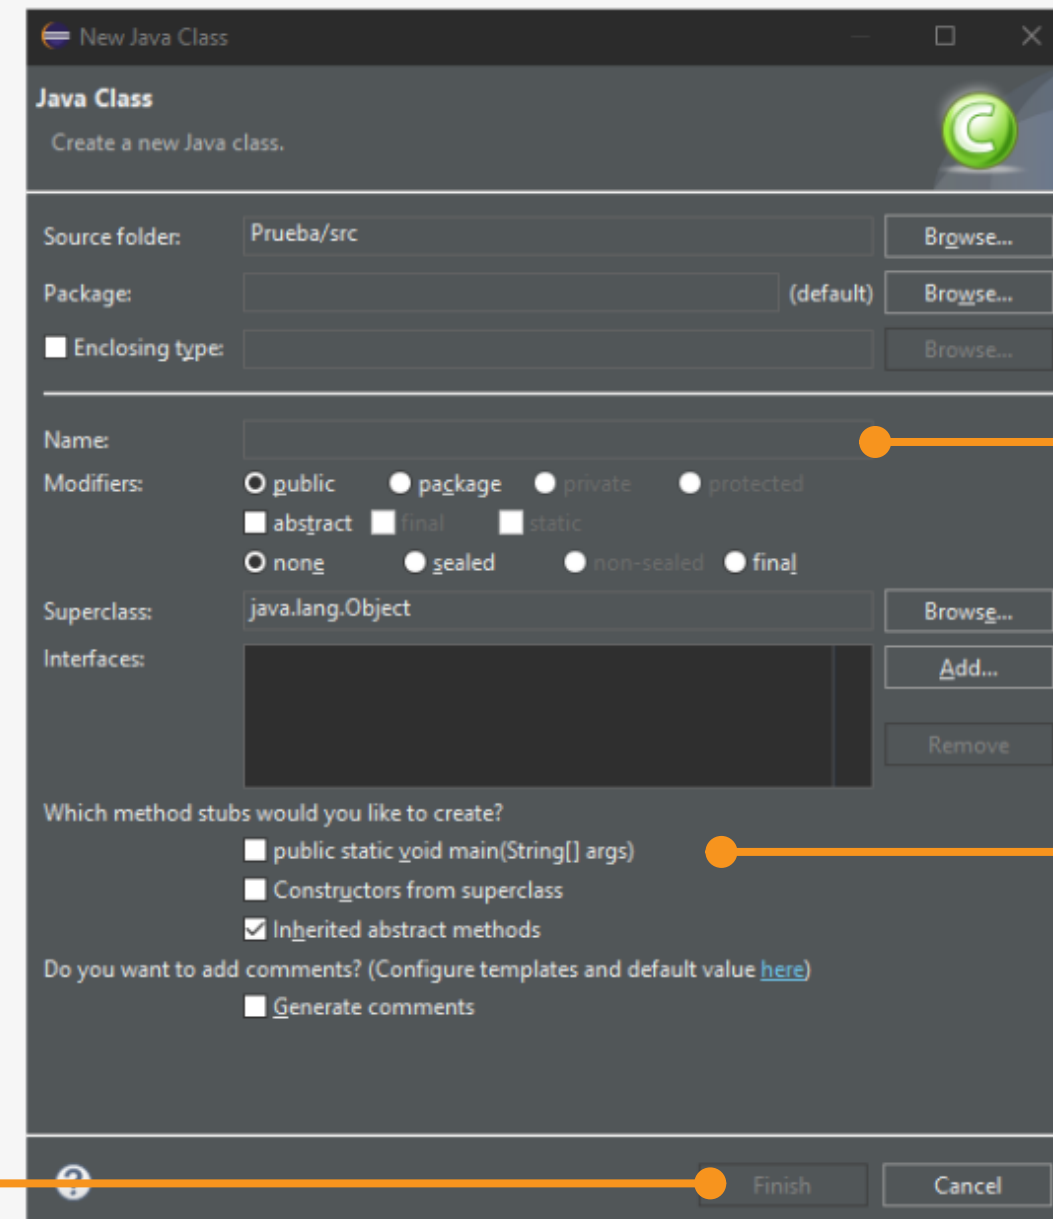 New Java Class
Java Class
Create a new Java class.
Source folder: Prueba/src Browse...
Package: (default) Browse...
Enclosing type: Browse...
Name:
Modifiers: public package private protected
abstract final static
none sealed non-sealed final
Superclass: java.lang.Object Browse...
Interfaces: Add...
Remove
Which method stubs would you like to create?
public static void main(String[] args)
Constructors from superclass
Inherited abstract methods
Do you want to add comments? (Configure templates and default value here)
Generate comments
? Finish Cancel